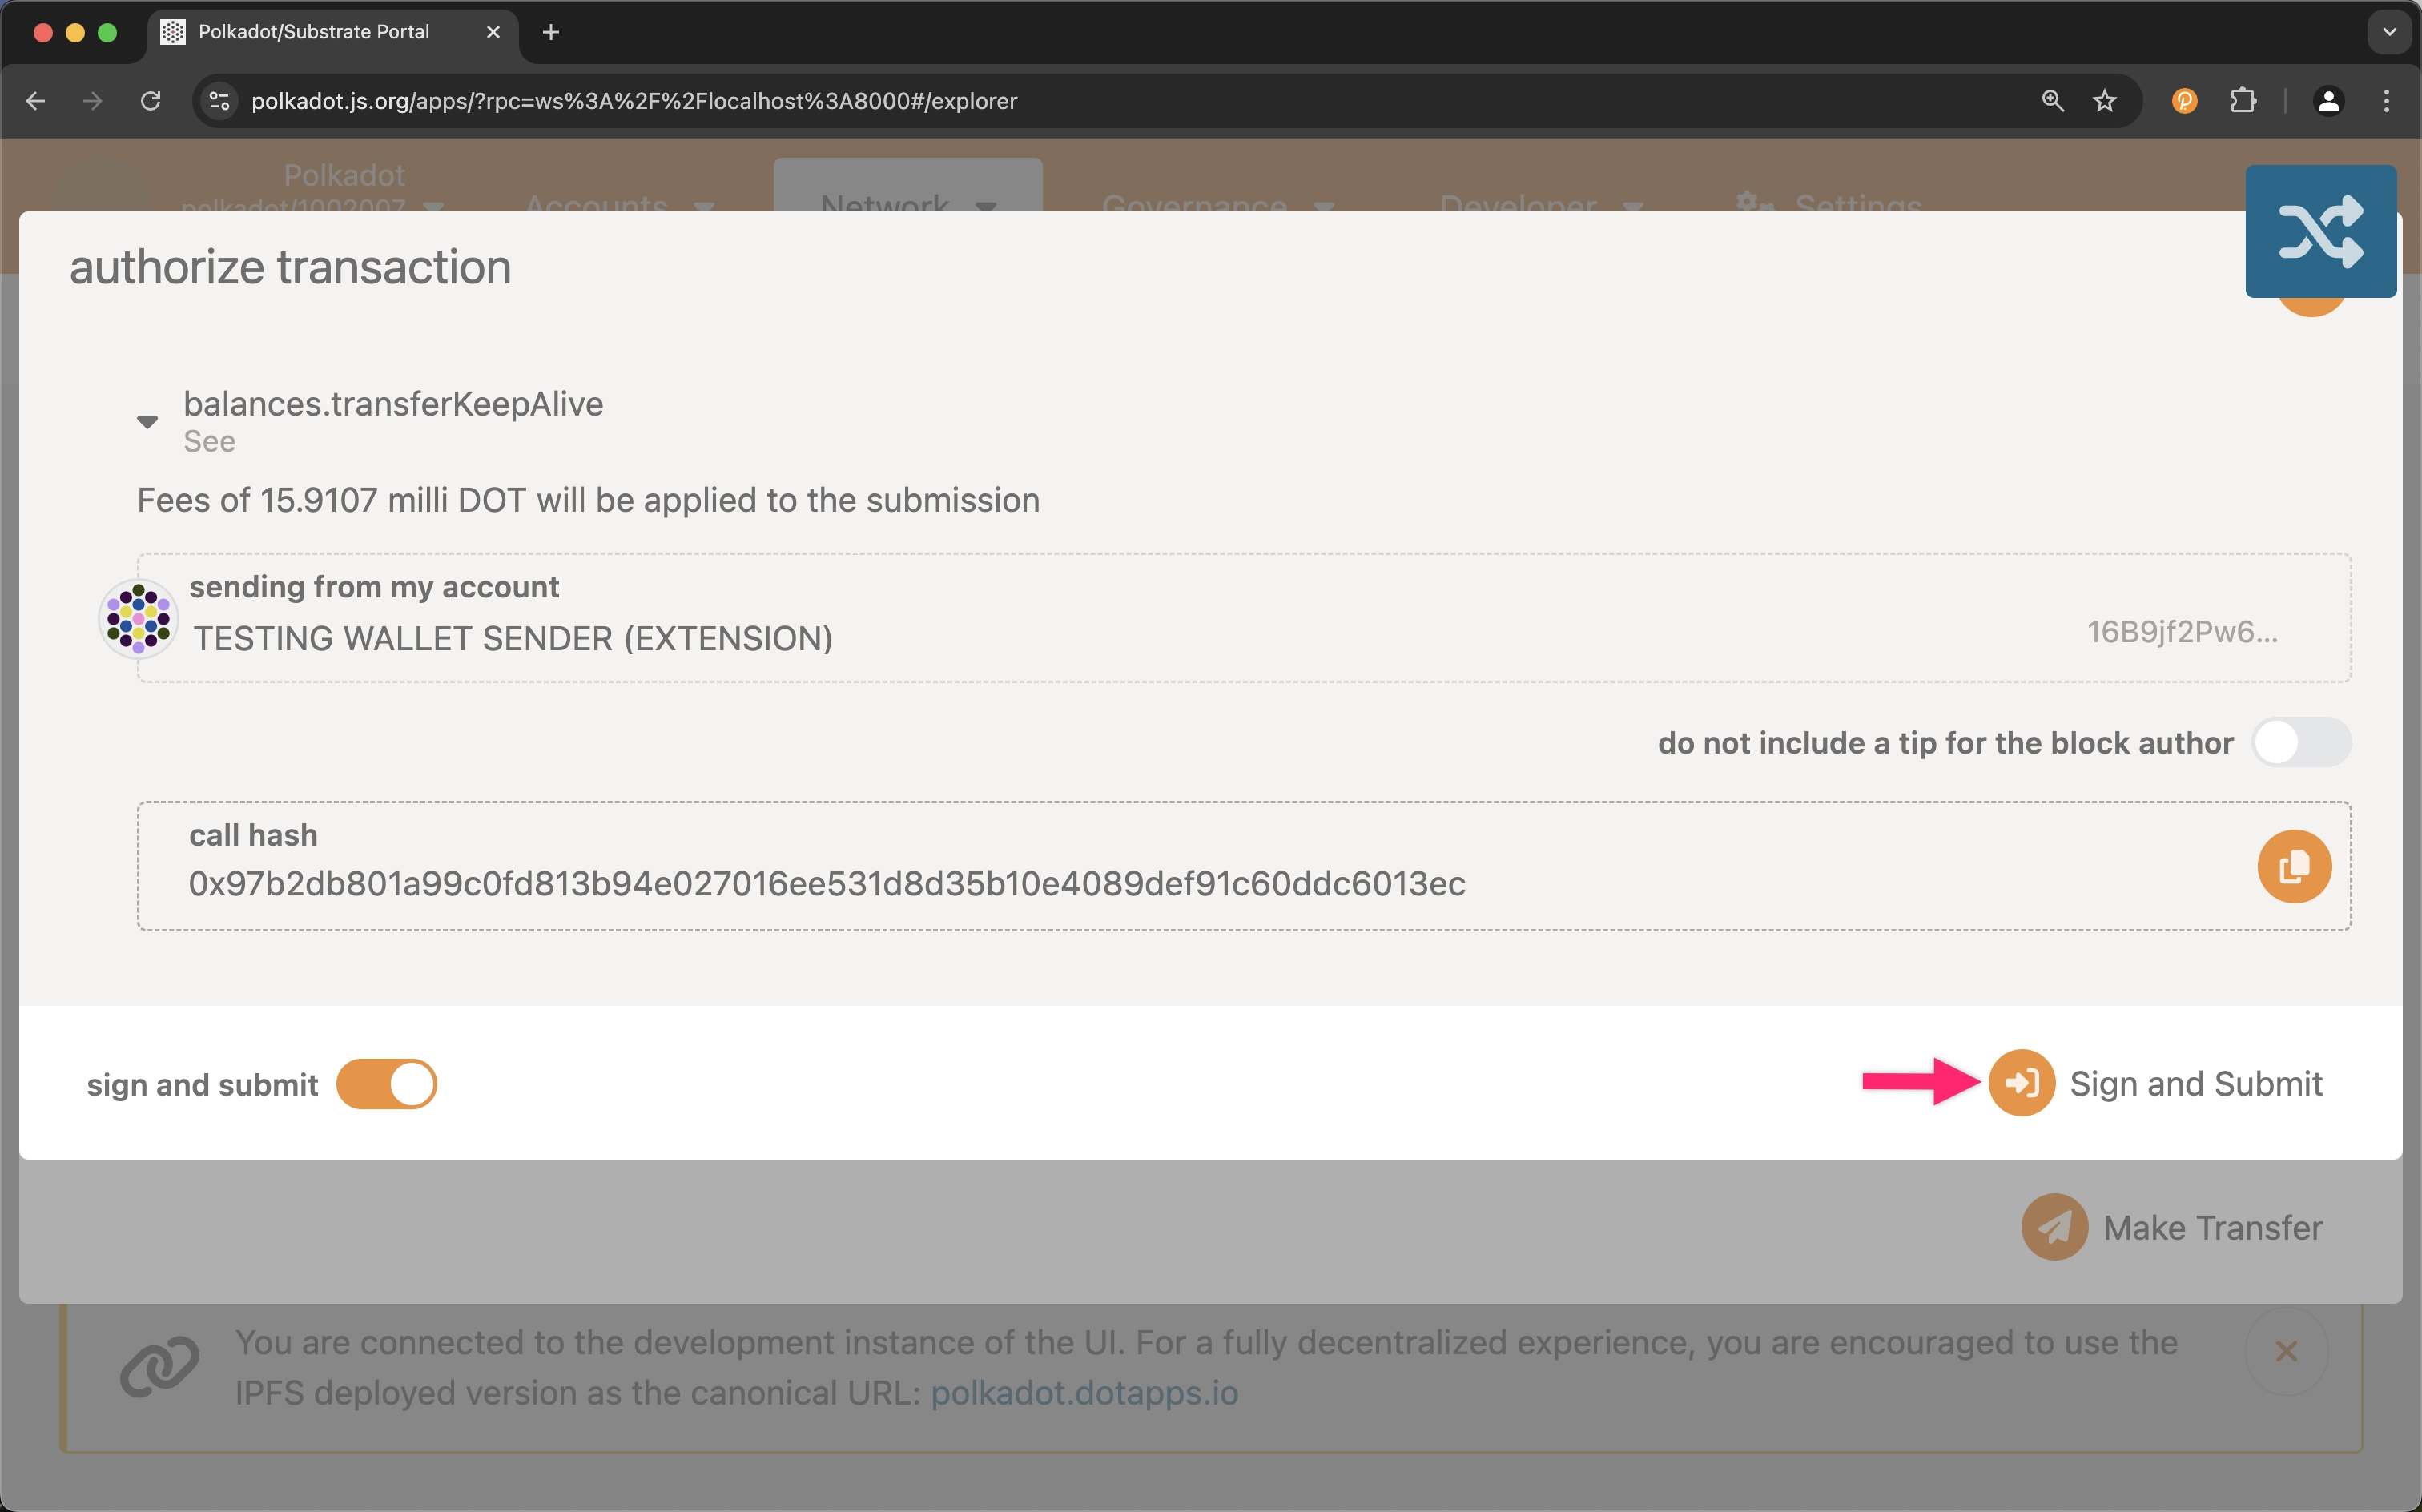 Polkadot/Substrate Portal
polkadot.js.org/apps/?rpc=ws%3A%2F%2Flocalhost%3A8000#/explorer
Polkadot
polkadot/1002007
Accounts
Network
Governance
Developer
Settings
authorize transaction
balances.transferKeepAlive
See
Fees of 15.9107 milli DOT will be applied to the submission
sending from my account
TESTING WALLET SENDER (EXTENSION)
16B9jf2Pw6...
do not include a tip for the block author
call hash
0x97b2db801a99c0fd813b94e027016ee531d8d35b10e4089def91c60ddc6013ec
sign and submit
Sign and Submit
Make Transfer
You are connected to the development instance of the UI. For a fully decentralized experience, you are encouraged to use the
IPFS deployed version as the canonical URL: polkadot.dotapps.io